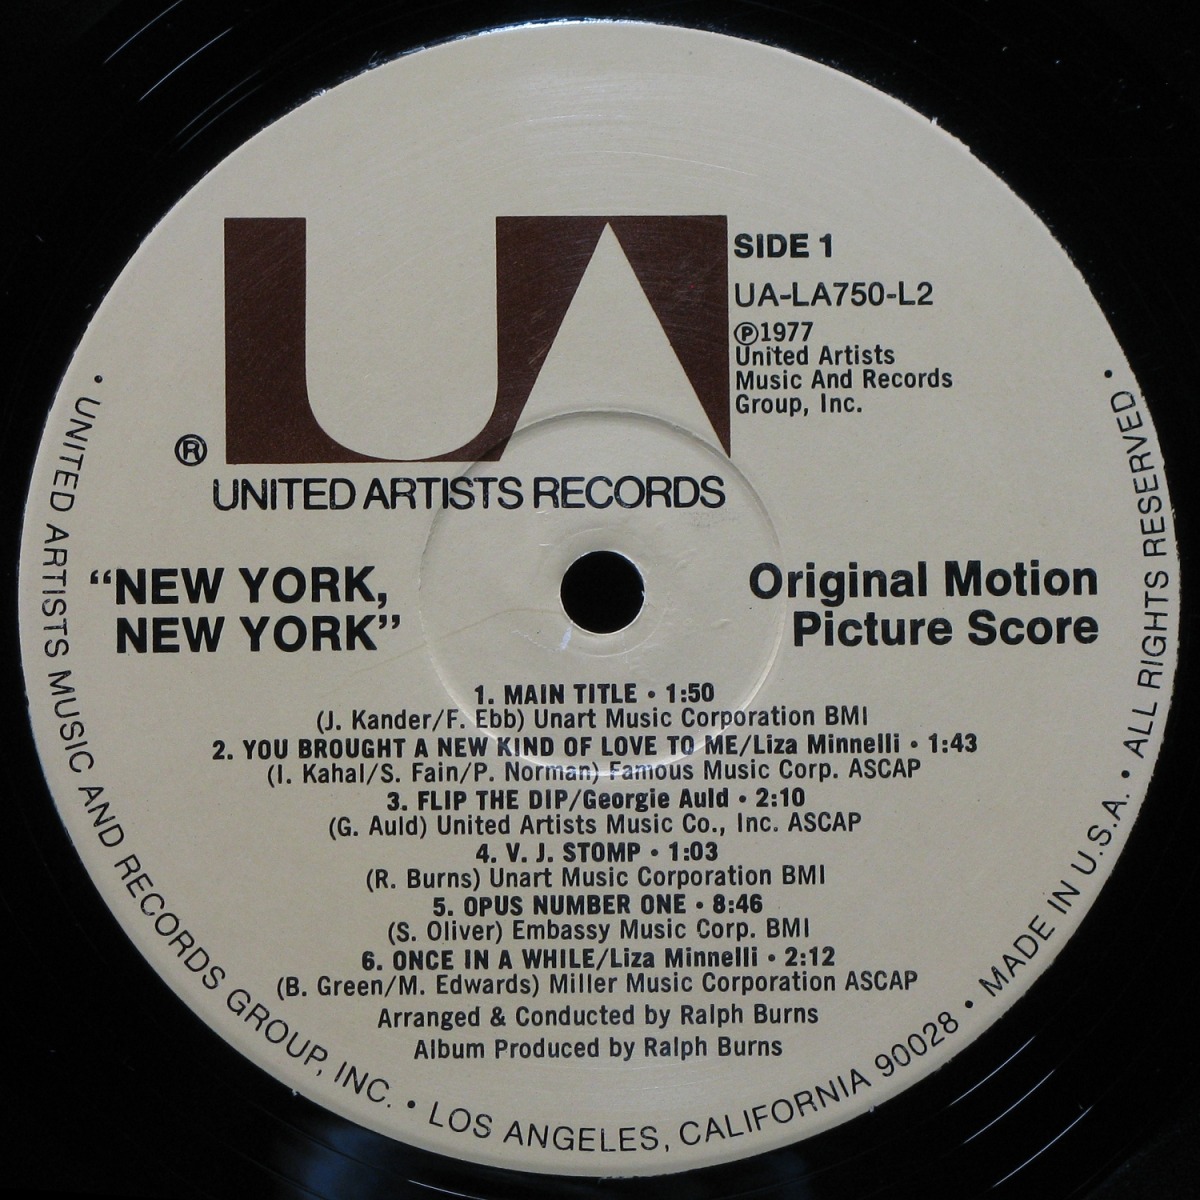 UA
SIDE 1
UA-LA750-L2
Ⓟ1977
United Artists
Music And Records
Group, Inc.
®
UNITED ARTISTS RECORDS
“NEW YORK,
NEW YORK”
Original Motion
Picture Score
1. MAIN TITLE • 1:50
(J. Kander/F. Ebb) Unart Music Corporation BMI
2. YOU BROUGHT A NEW KIND OF LOVE TO ME/Liza Minnelli • 1:43
(I. Kahal/S. Fain/P. Norman) Famous Music Corp. ASCAP
3. FLIP THE DIP/Georgie Auld • 2:10
(G. Auld) United Artists Music Co., Inc. ASCAP
4. V. J. STOMP • 1:03
(R. Burns) Unart Music Corporation BMI
5. OPUS NUMBER ONE • 8:46
(S. Oliver) Embassy Music Corp. BMI
6. ONCE IN A WHILE/Liza Minnelli • 2:12
(B. Green/M. Edwards) Miller Music Corporation ASCAP
Arranged & Conducted by Ralph Burns
Album Produced by Ralph Burns
• UNITED ARTISTS MUSIC AND RECORDS GROUP, INC. • LOS ANGELES, CALIFORNIA 90028 • MADE IN U.S.A. • ALL RIGHTS RESERVED •